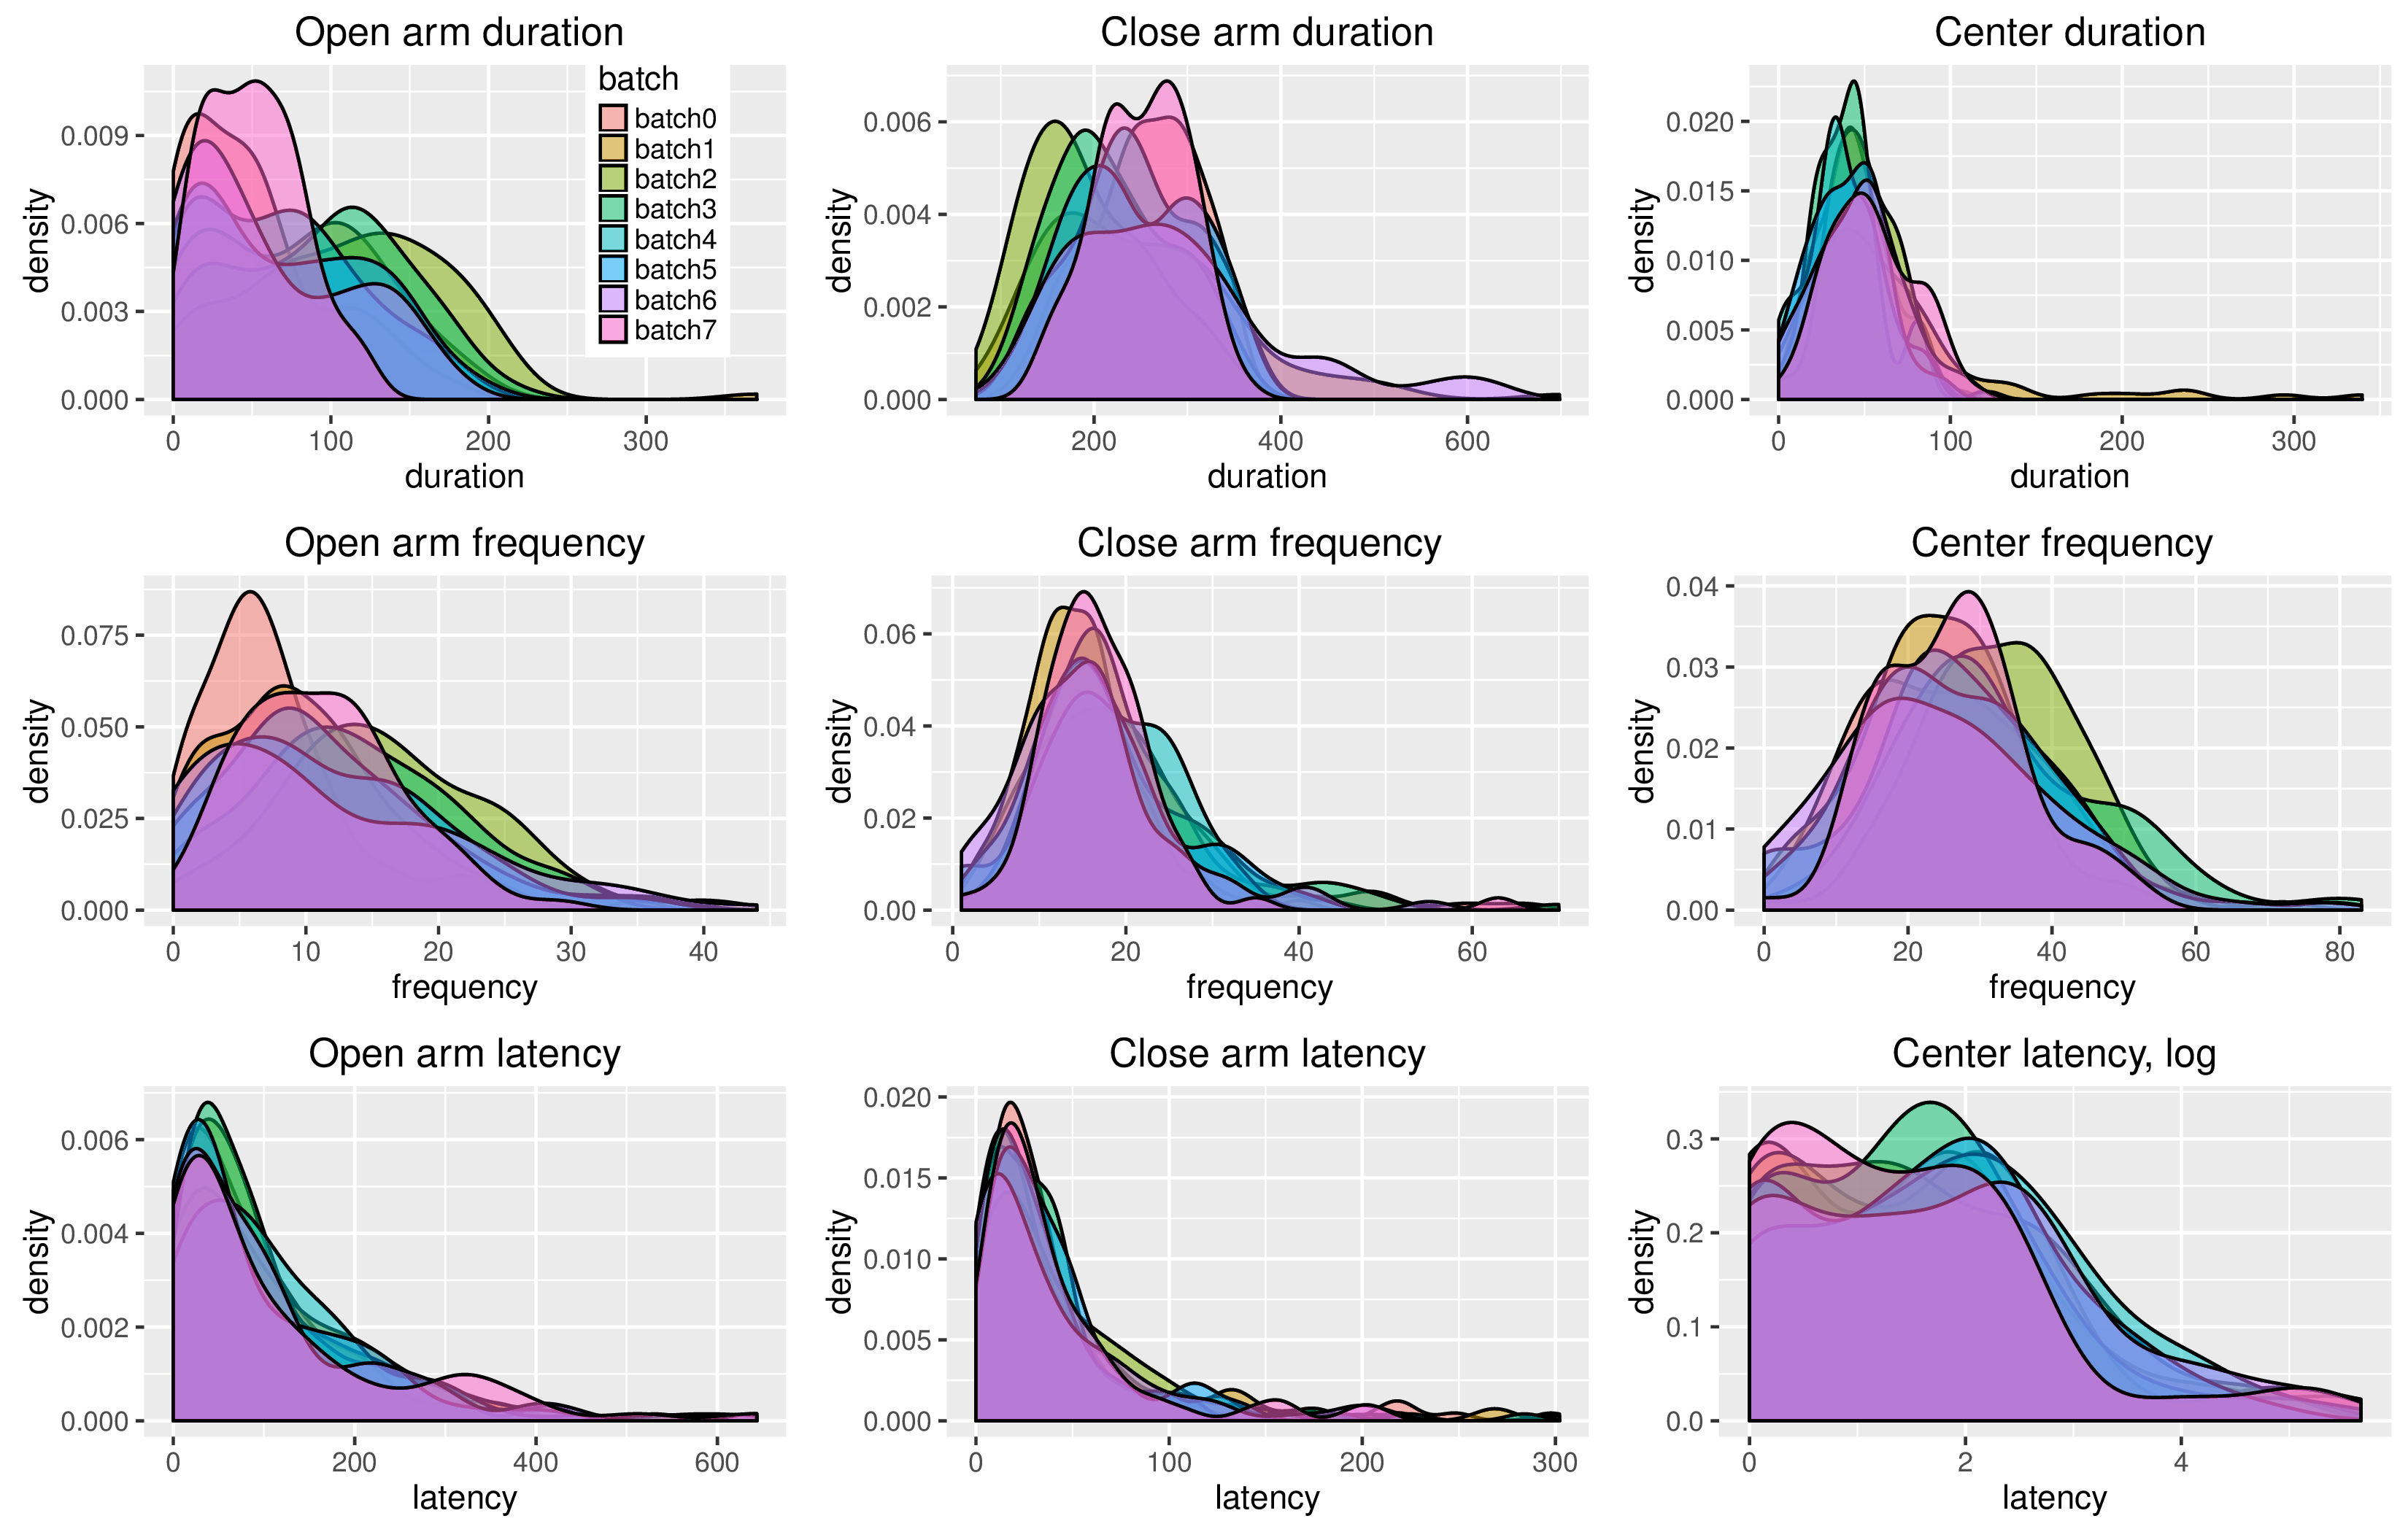 Open arm duration
density
0.009
0.006
0.003
0.000
0 100 200 300
duration
batch
batch0
batch1
batch2
batch3
batch4
batch5
batch6
batch7
Close arm duration
density
0.006
0.004
0.002
0.000
200 400 600
duration
Center duration
density
0.020
0.015
0.010
0.005
0.000
0 100 200 300
duration
Open arm frequency
density
0.075
0.050
0.025
0.000
0 10 20 30 40
frequency
Close arm frequency
density
0.06
0.04
0.02
0.00
0 20 40 60
frequency
Center frequency
density
0.04
0.03
0.02
0.01
0.00
0 20 40 60 80
frequency
Open arm latency
density
0.006
0.004
0.002
0.000
0 200 400 600
latency
Close arm latency
density
0.020
0.015
0.010
0.005
0.000
0 100 200 300
latency
Center latency, log
density
0.3
0.2
0.1
0.0
0 2 4
latency